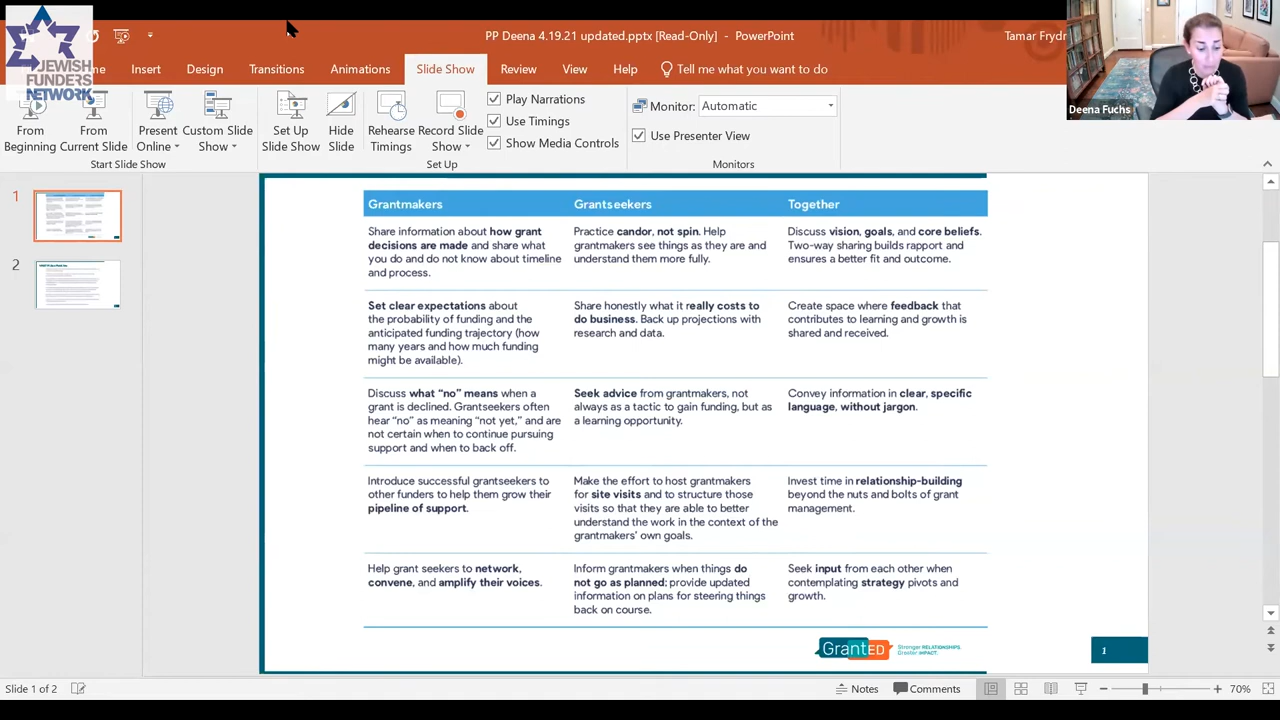 JEWISH
FUNDERS
NETWORK
PP Deena 4.19.21 updated.pptx [Read-Only] - PowerPoint
Tamar Frydr
Insert
Design
Transitions
Animations
Slide Show
Review
View
Help
Tell me what you want to do
Deena Fuchs
From
Beginning
From
Current Slide
Present
Online
Custom Slide
Show
Set Up
Slide Show
Hide
Slide
Rehearse
Timings
Record Slide
Show
Play Narrations
Use Timings
Show Media Controls
Monitor:
Automatic
Use Presenter View
Start Slide Show
Set Up
Monitors
1
2
Grantmakers
Grantseekers
Together
Share information about how grant
decisions are made and share what
you do and do not know about timeline
and process.
Practice candor, not spin. Help
grantmakers see things as they are and
understand them more fully.
Discuss vision, goals, and core beliefs.
Two-way sharing builds rapport and
ensures a better fit and outcome.
Set clear expectations about
the probability of funding and the
anticipated funding trajectory (how
many years and how much funding
might be available).
Share honestly what it really costs to
do business. Back up projections with
research and data.
Create space where feedback that
contributes to learning and growth is
shared and received.
Discuss what “no” means when a
grant is declined. Grantseekers often
hear “no” as meaning “not yet,” and are
not certain when to continue pursuing
support and when to back off.
Seek advice from grantmakers, not
always as a tactic to gain funding, but as
a learning opportunity.
Convey information in clear, specific
language, without jargon.
Introduce successful grantseekers to
other funders to help them grow their
pipeline of support.
Make the effort to host grantmakers
for site visits and to structure those
visits so that they are able to better
understand the work in the context of the
grantmakers’ own goals.
Invest time in relationship-building
beyond the nuts and bolts of grant
management.
Help grant seekers to network,
convene, and amplify their voices.
Inform grantmakers when things do
not go as planned; provide updated
information on plans for steering things
back on course.
Seek input from each other when
contemplating strategy pivots and
growth.
GrantED
Stronger RELATIONSHIPS.
Greater IMPACT.
1
Slide 1 of 2
Notes
Comments
70%